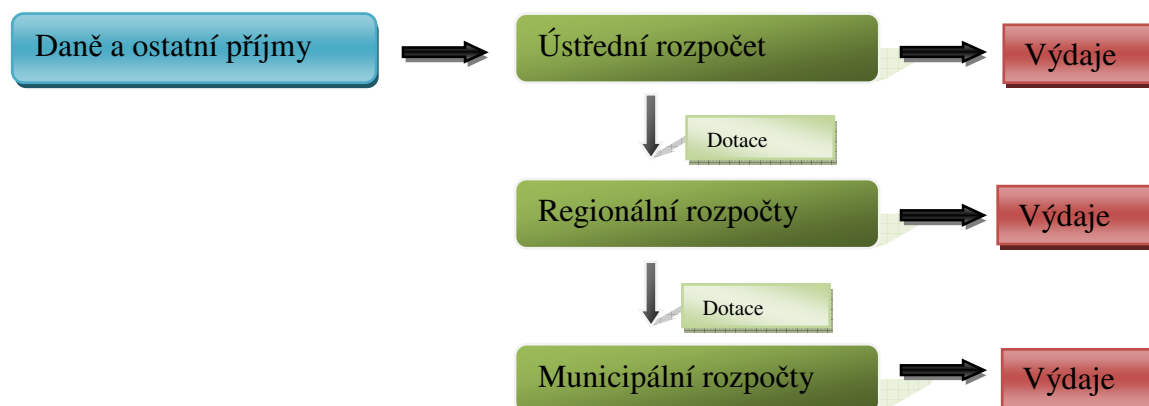 Daně a ostatní příjmy
Ústřední rozpočet
Výdaje
Dotace
Regionální rozpočty
Výdaje
Dotace
Municipální rozpočty
Výdaje